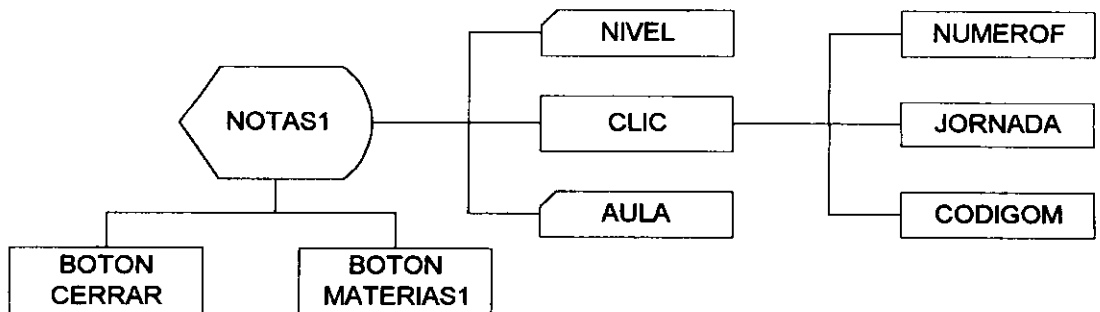 NIVEL
NUMEROF
NOTAS1
CLIC
JORNADA
AULA
CODIGOM
BOTON
CERRAR
BOTON
MATERIAS1